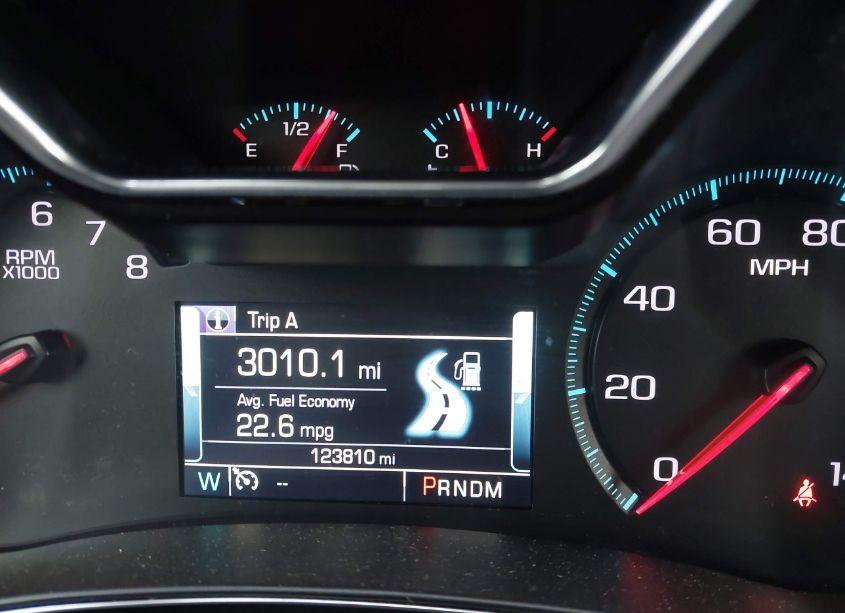 1/2
E F
C H
6
7
8
RPM
X1000
60
80
MPH
40
20
0
Trip A
3010.1 mi
Avg. Fuel Economy
22.6 mpg
123810 mi
W -- PRNDM